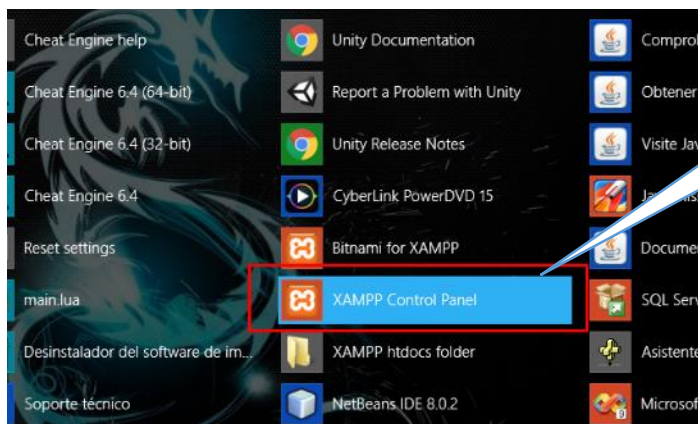 Cheat Engine help
Cheat Engine 6.4 (64-bit)
Cheat Engine 6.4 (32-bit)
Cheat Engine 6.4
Reset settings
main.lua
Desinstalador del software de im...
Soporte técnico
Unity Documentation
Report a Problem with Unity
Unity Release Notes
CyberLink PowerDVD 15
Bitnami for XAMPP
XAMPP Control Panel
XAMPP htdocs folder
NetBeans IDE 8.0.2
Comprob
Obtener
Visite Jav
Documen
SQL Serv
Asistente
Microsof